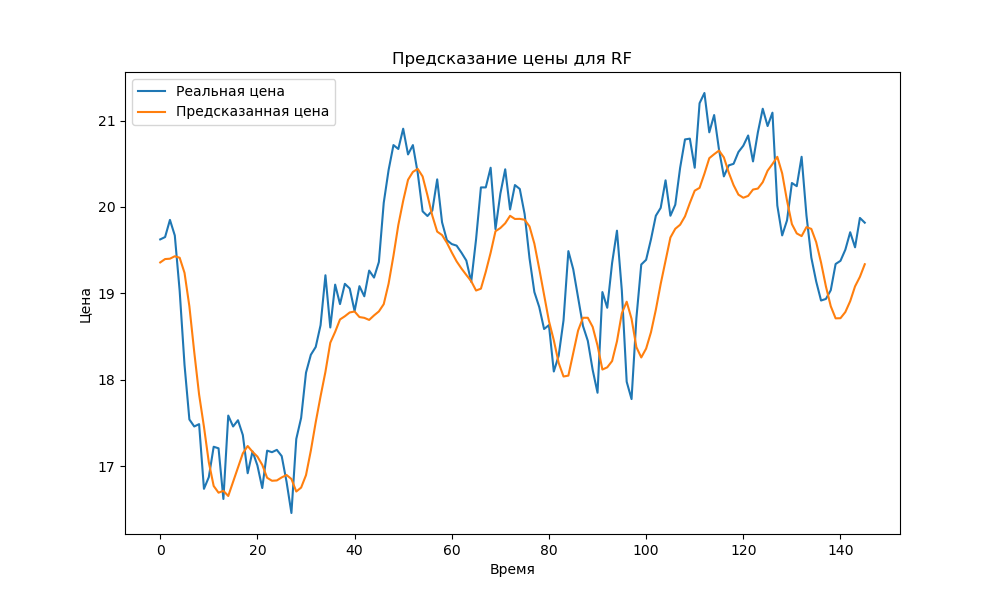 Предсказание цены для RF
Реальная цена
Предсказанная цена
Цена
21
20
19
18
17
0 20 40 60 80 100 120 140
Время